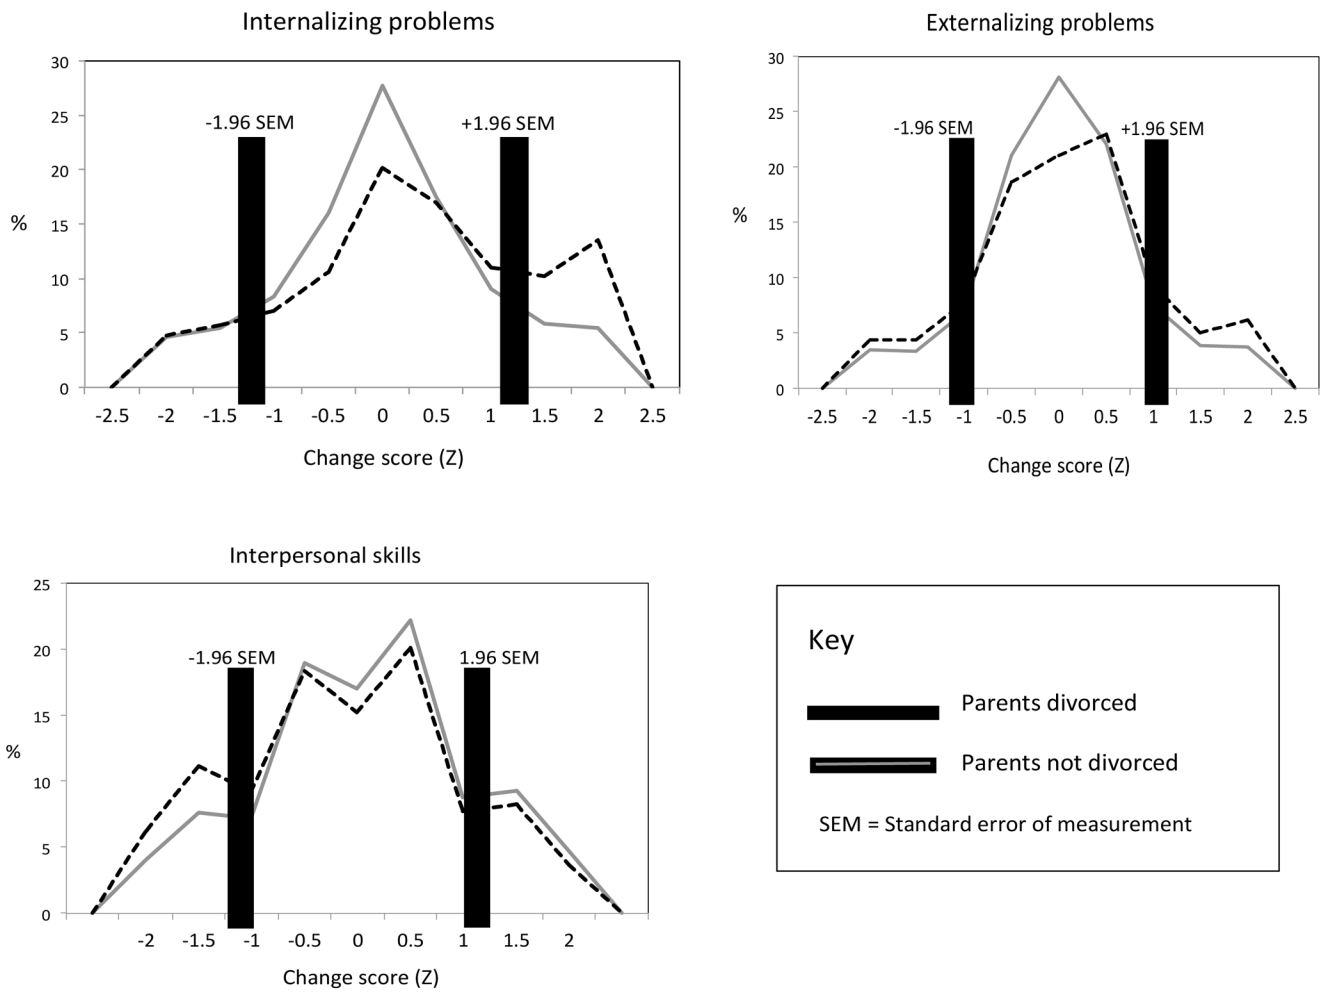 Internalizing problems
30
25
20
15
10
5
0
%
-1.96 SEM
+1.96 SEM
-2.5 -2 -1.5 -1 -0.5 0 0.5 1 1.5 2 2.5
Change score (Z)
Externalizing problems
30
25
20
15
10
5
0
%
-1.96 SEM
+1.96 SEM
-2.5 -2 -1.5 -1 -0.5 0 0.5 1 1.5 2 2.5
Change score (Z)
Interpersonal skills
25
20
15
10
5
0
%
-1.96 SEM
1.96 SEM
-2 -1.5 -1 -0.5 0 0.5 1 1.5 2
Change score (Z)
Key
Parents divorced
Parents not divorced
SEM = Standard error of measurement